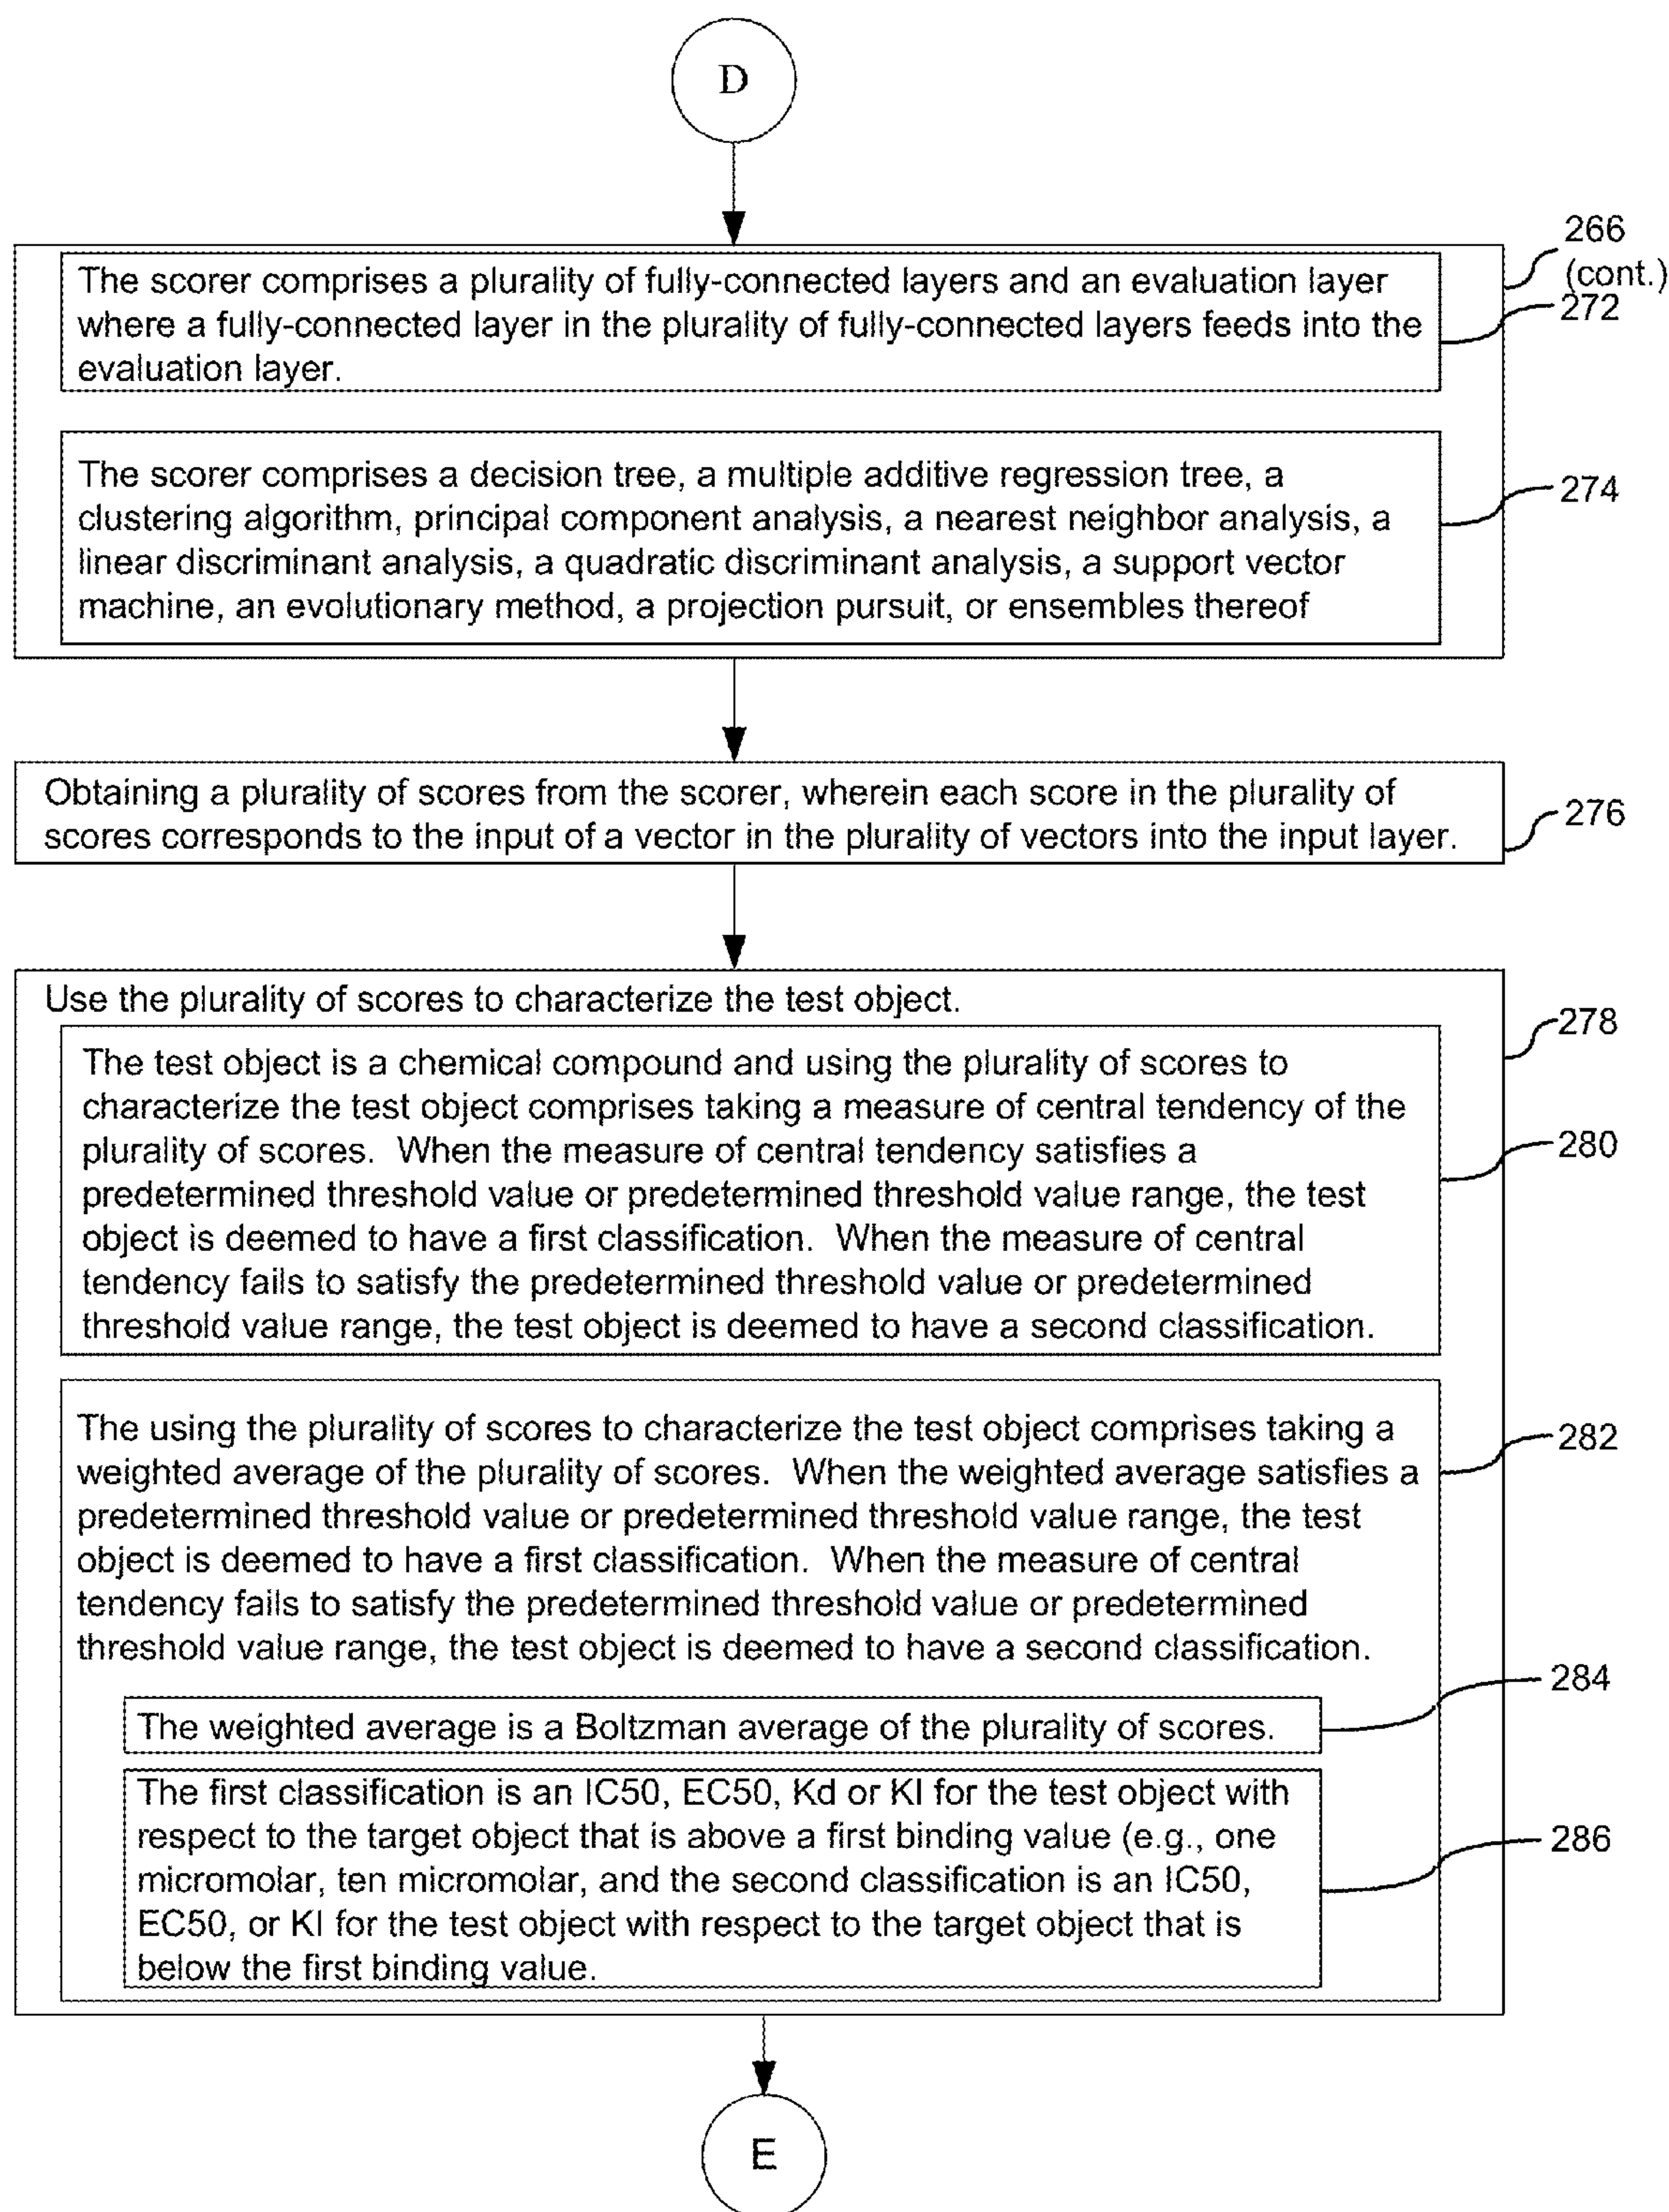 D
266
(cont.)
The scorer comprises a plurality of fully-connected layers and an evaluation layer
where a fully-connected layer in the plurality of fully-connected layers feeds into the
evaluation layer.
272
The scorer comprises a decision tree, a multiple additive regression tree, a
clustering algorithm, principal component analysis, a nearest neighbor analysis, a
linear discriminant analysis, a quadratic discriminant analysis, a support vector
machine, an evolutionary method, a projection pursuit, or ensembles thereof
274
Obtaining a plurality of scores from the scorer, wherein each score in the plurality of
scores corresponds to the input of a vector in the plurality of vectors into the input layer.
276
Use the plurality of scores to characterize the test object.
278
The test object is a chemical compound and using the plurality of scores to
characterize the test object comprises taking a measure of central tendency of the
plurality of scores.  When the measure of central tendency satisfies a
predetermined threshold value or predetermined threshold value range, the test
object is deemed to have a first classification.  When the measure of central
tendency fails to satisfy the predetermined threshold value or predetermined
threshold value range, the test object is deemed to have a second classification.
280
The using the plurality of scores to characterize the test object comprises taking a
weighted average of the plurality of scores.  When the weighted average satisfies a
predetermined threshold value or predetermined threshold value range, the test
object is deemed to have a first classification.  When the measure of central
tendency fails to satisfy the predetermined threshold value or predetermined
threshold value range, the test object is deemed to have a second classification.
282
The weighted average is a Boltzman average of the plurality of scores.
284
The first classification is an IC50, EC50, Kd or KI for the test object with
respect to the target object that is above a first binding value (e.g., one
micromolar, ten micromolar, and the second classification is an IC50,
EC50, or KI for the test object with respect to the target object that is
below the first binding value.
286
E